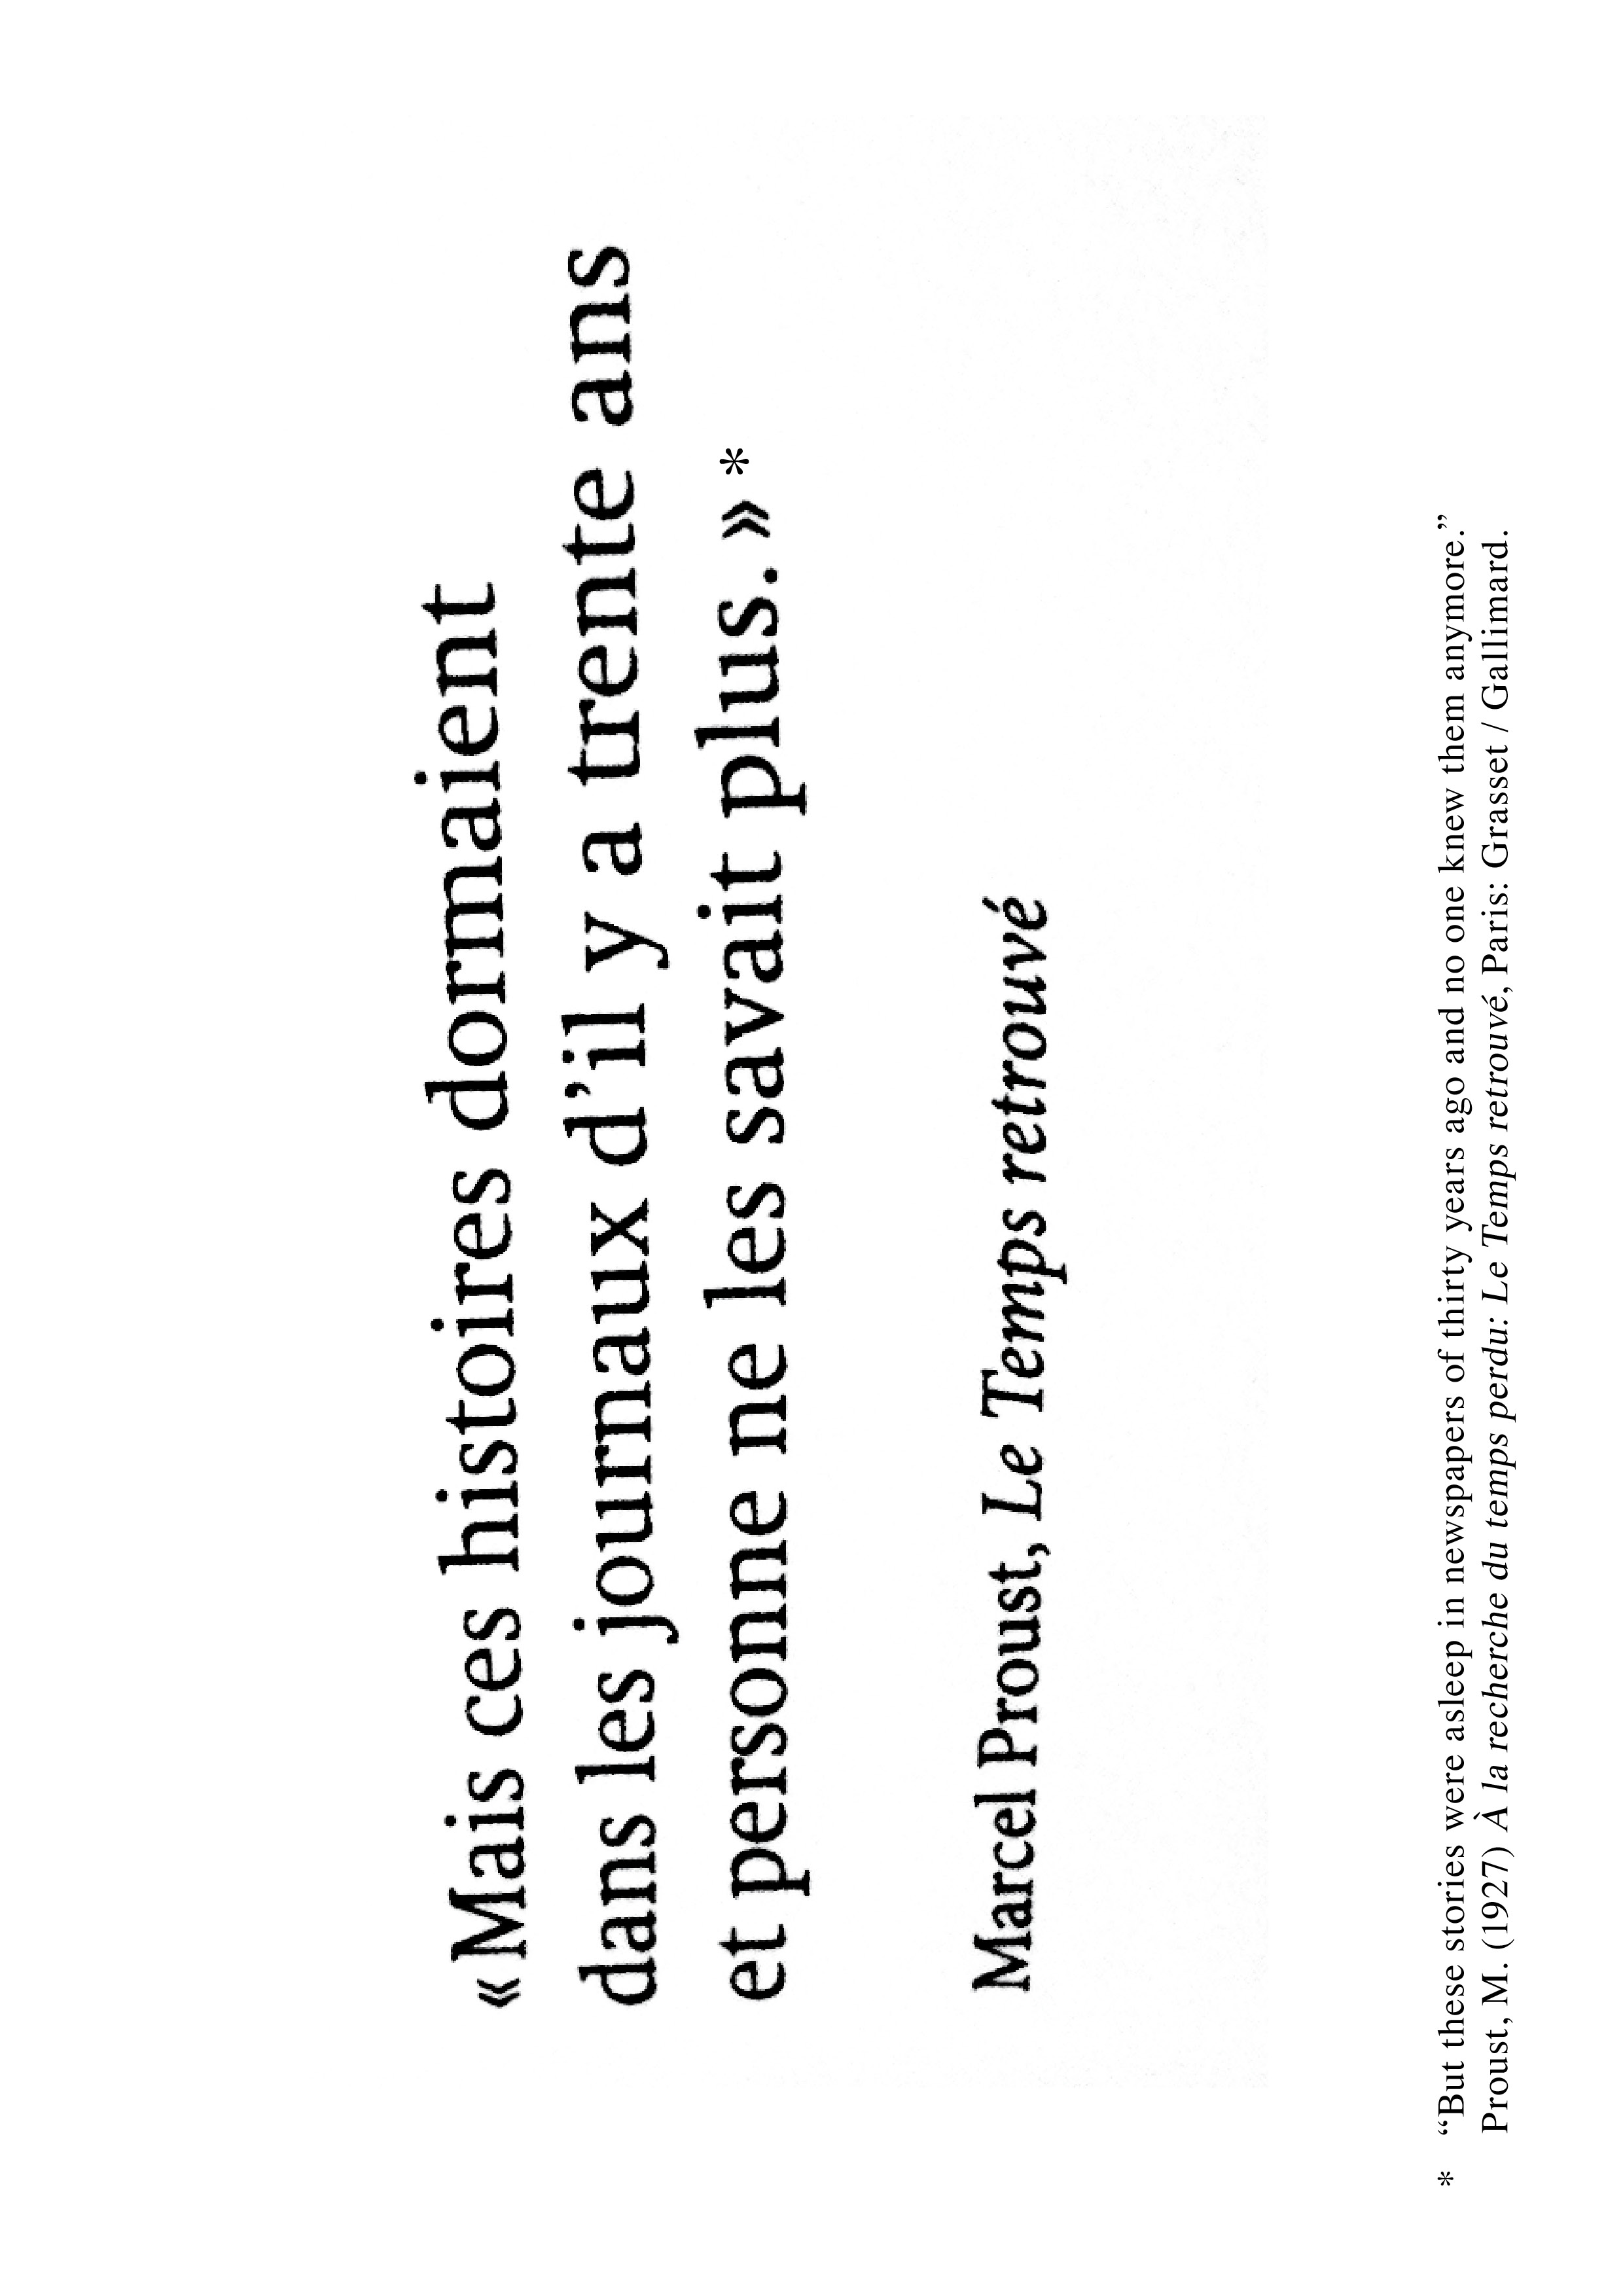 «Mais ces histoires dormaient
dans les journaux d’il y a trente ans
et personne ne les savait plus.» *
Marcel Proust, Le Temps retrouvé
* “But these stories were asleep in newspapers of thirty years ago and no one knew them anymore.”
Proust, M. (1927) À la recherche du temps perdu: Le Temps retrouvé, Paris: Grasset / Gallimard.